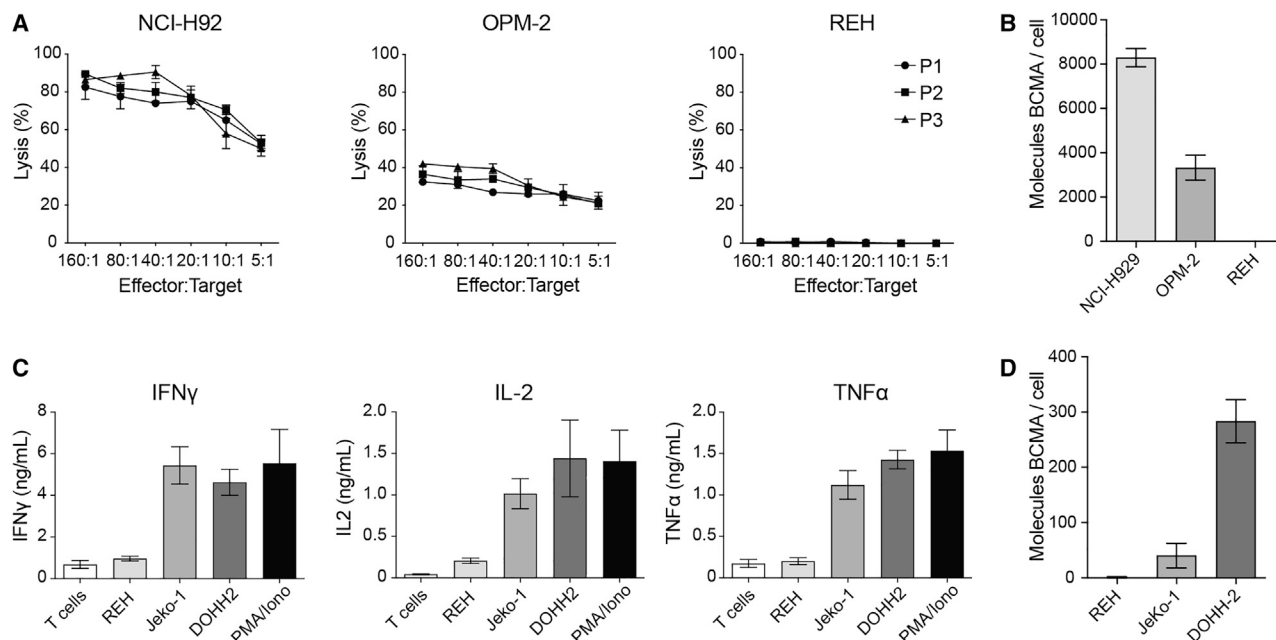 A
NCI-H92
OPM-2
REH
B
Lysis (%)
100
80
60
40
20
0
160:1 80:1 40:1 20:1 10:1 5:1
Effector:Target
Lysis (%)
100
80
60
40
20
0
160:1 80:1 40:1 20:1 10:1 5:1
Effector:Target
Lysis (%)
100
80
60
40
20
0
160:1 80:1 40:1 20:1 10:1 5:1
Effector:Target
P1
P2
P3
Molecules BCMA / cell
10000
8000
6000
4000
2000
0
NCI-H929
OPM-2
REH
C
IFNγ
IL-2
TNFα
D
IFNγ (ng/mL)
8
6
4
2
0
T cells
REH
Jeko-1
DOHH2
PMA/Iono
IL2 (ng/mL)
2.0
1.5
1.0
0.5
0
T cells
REH
Jeko-1
DOHH2
PMA/Iono
TNFα (ng/mL)
2.0
1.5
1.0
0.5
0
T cells
REH
Jeko-1
DOHH2
PMA/Iono
Molecules BCMA / cell
400
300
200
100
0
REH
JeKo-1
DOHH-2